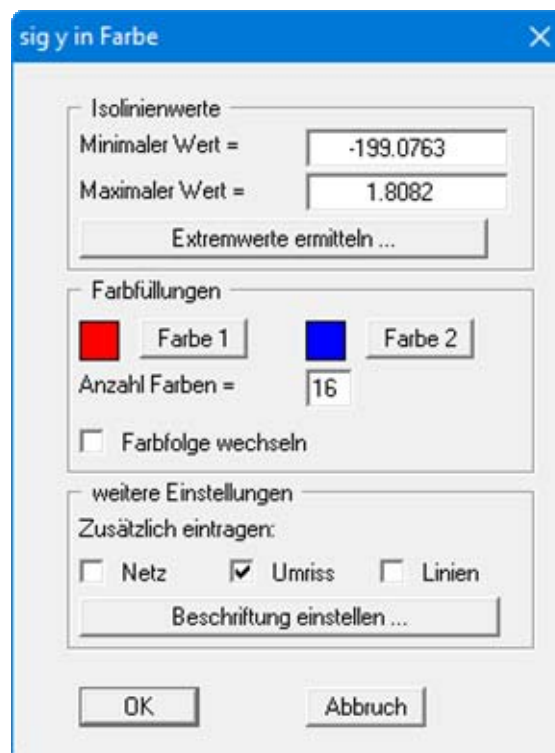 sig y in Farbe
Isolinienwerte
Minimaler Wert = -199.0763
Maximaler Wert = 1.8082
Extremwerte ermitteln ...
Farbfüllungen
Farbe 1 Farbe 2
Anzahl Farben = 16
Farbfolge wechseln
weitere Einstellungen
Zusätzlich eintragen:
Netz Umriss Linien
Beschriftung einstellen ...
OK Abbruch